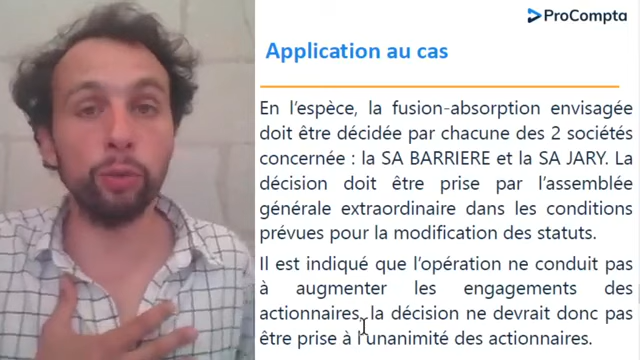 ProCompta
Application au cas
En l'espèce, la fusion-absorption envisagée
doit être décidée par chacune des 2 sociétés
concernée : la SA BARRIERE et la SA JARY. La
décision doit être prise par l'assemblée
générale extraordinaire dans les conditions
prévues pour la modification des statuts.
Il est indiqué que l'opération ne conduit pas
à augmenter les engagements des
actionnaires, la décision ne devrait donc pas
être prise à l'unanimité des actionnaires.